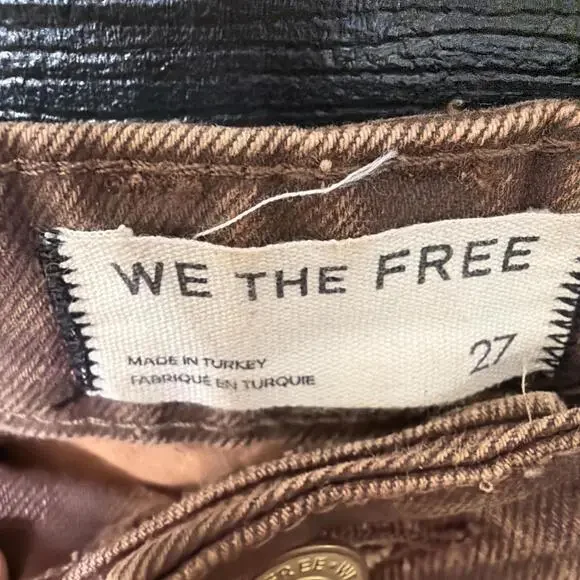 WE THE FREE
MADE IN TURKEY
FABRIQUÉ EN TURQUIE
27